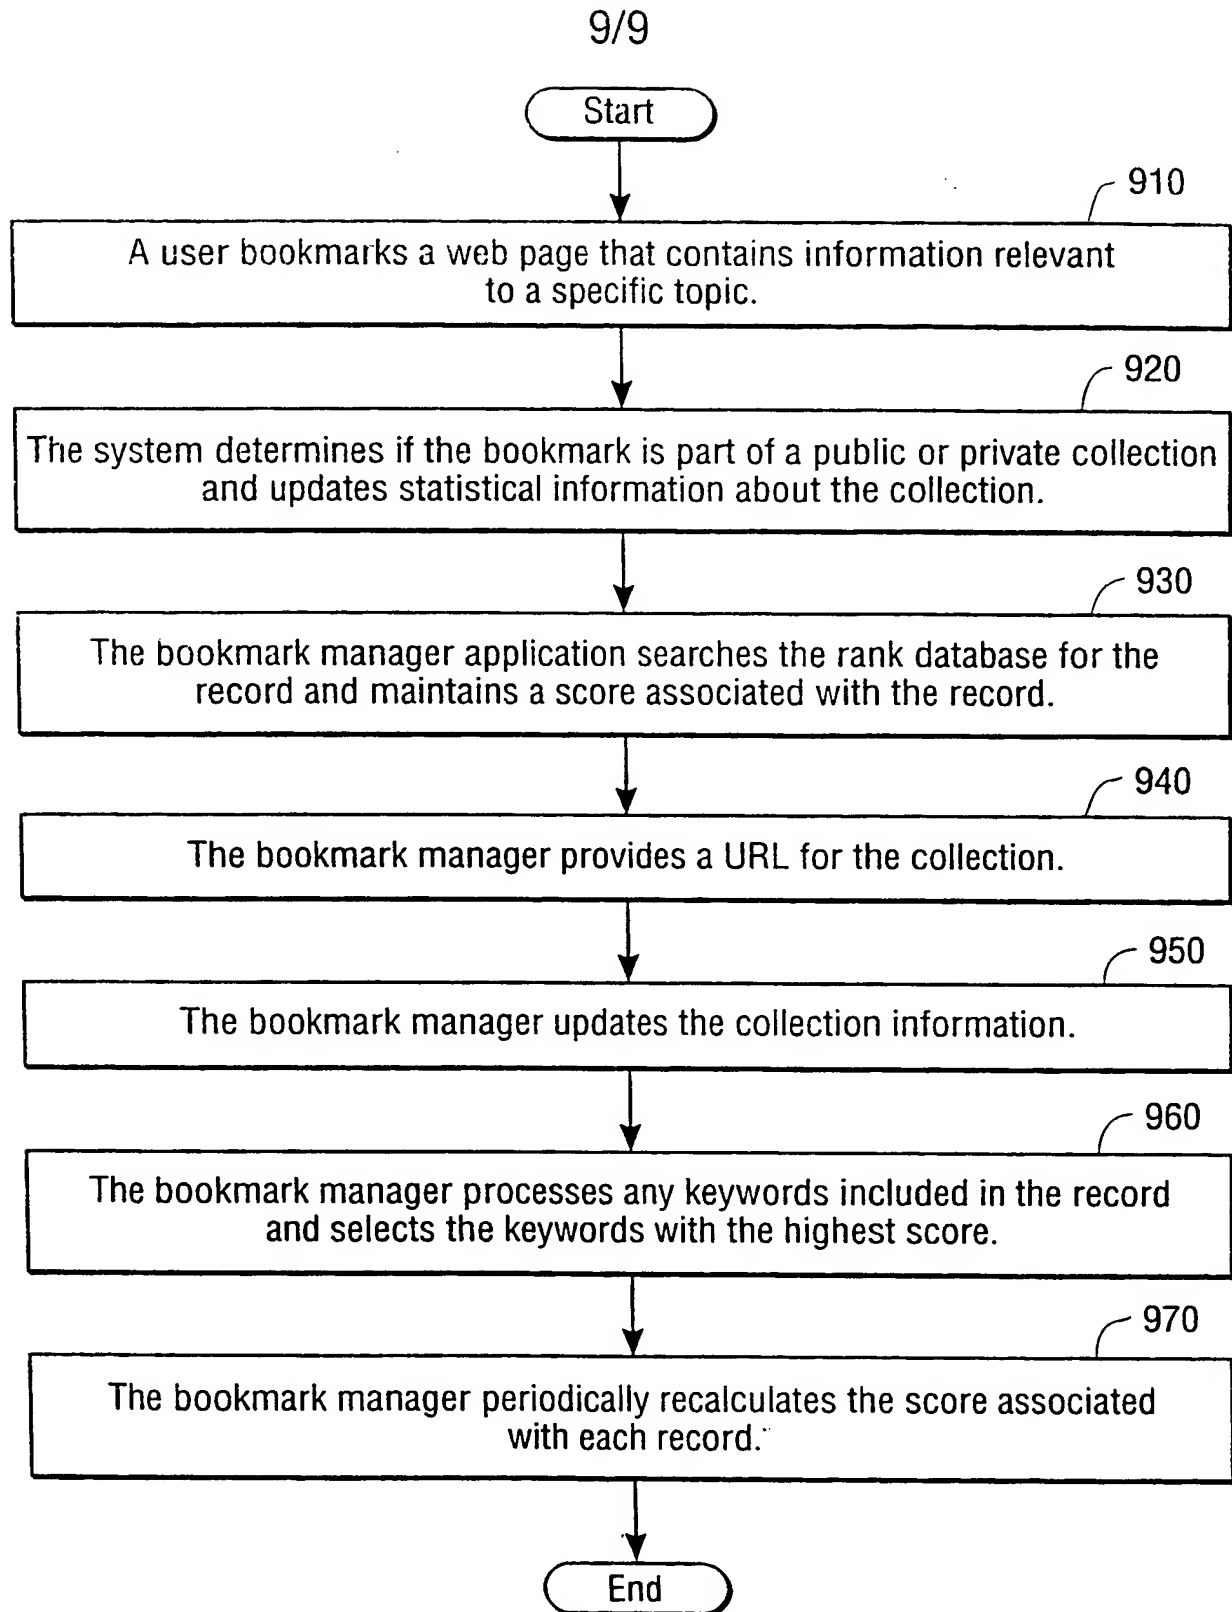 9/9
Start
910
A user bookmarks a web page that contains information relevant
to a specific topic.
920
The system determines if the bookmark is part of a public or private collection
and updates statistical information about the collection.
930
The bookmark manager application searches the rank database for the
record and maintains a score associated with the record.
940
The bookmark manager provides a URL for the collection.
950
The bookmark manager updates the collection information.
960
The bookmark manager processes any keywords included in the record
and selects the keywords with the highest score.
970
The bookmark manager periodically recalculates the score associated
with each record.
End